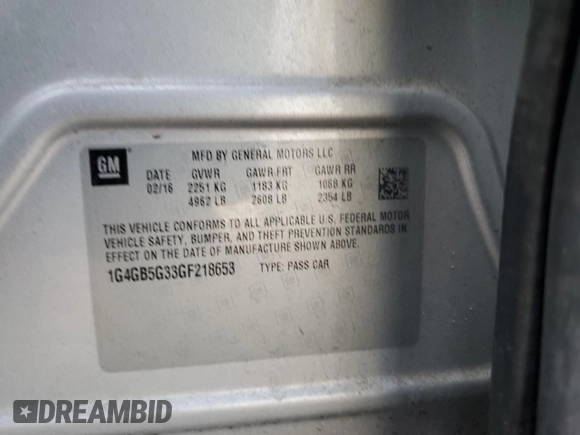 GM
MFD BY GENERAL MOTORS LLC
DATE GVWR GAWR-FRT GAWR RR
02/16 2251 KG 1183 KG 1068 KG
4962 LB 2608 LB 2354 LB
THIS VEHICLE CONFORMS TO ALL APPLICABLE U.S. FEDERAL MOTOR
VEHICLE SAFETY, BUMPER, AND THEFT PREVENTION STANDARDS IN
EFFECT ON THE DATE OF MANUFACTURE SHOWN ABOVE.
1G4GB5G33GF218653 TYPE: PASS CAR
DREAMBID